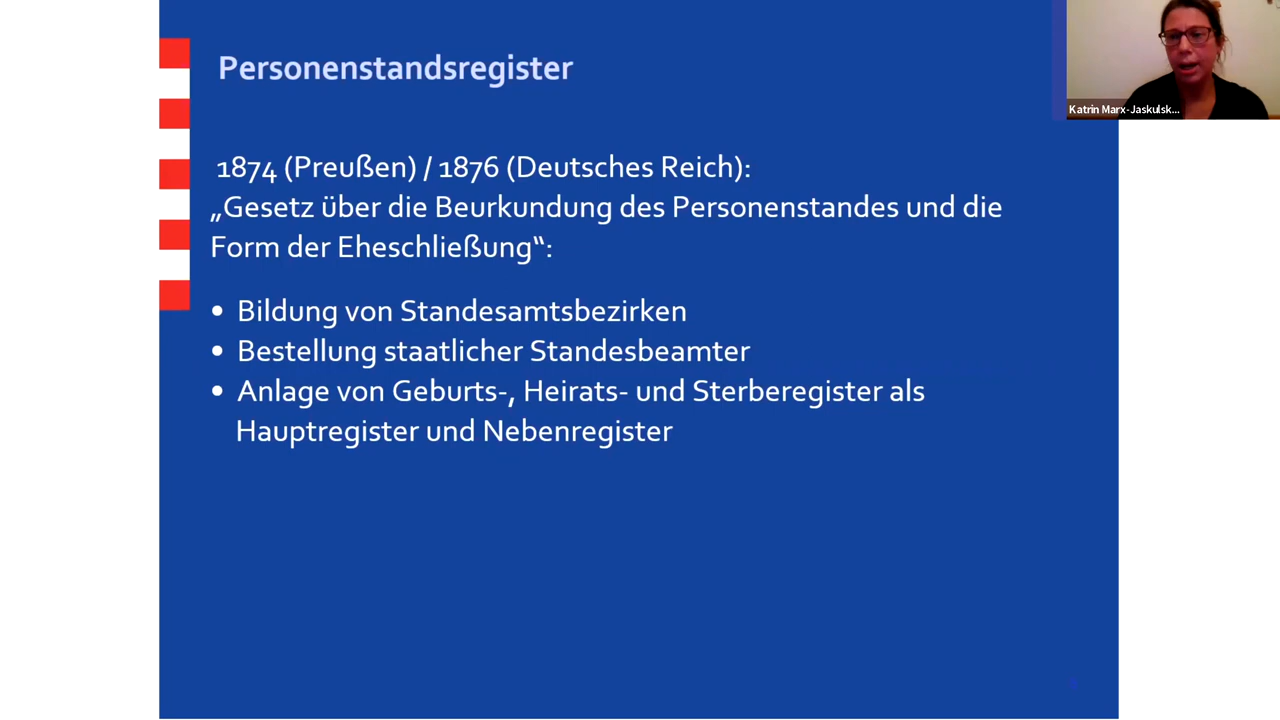 Personenstandsregister
1874 (Preußen) / 1876 (Deutsches Reich):
„Gesetz über die Beurkundung des Personenstandes und die
Form der Eheschließung“:
• Bildung von Standesamtsbezirken
• Bestellung staatlicher Standesbeamter
• Anlage von Geburts-, Heirats- und Sterberegister als
Hauptregister und Nebenregister
Katrin Marx-Jaskulsk...